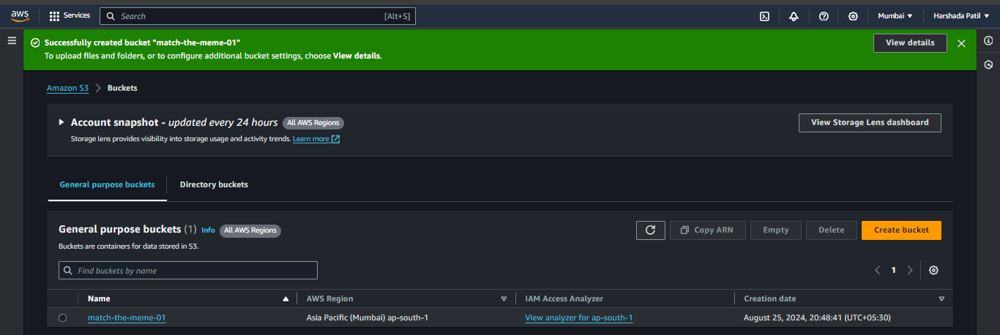 aws Services Search [Alt+S] Mumbai ▼ Harshada Patil ▼
Successfully created bucket "match-the-meme-01"
To upload files and folders, or to configure additional bucket settings, choose View details.
View details
Amazon S3 > Buckets
Account snapshot - updated every 24 hours All AWS Regions
Storage lens provides visibility into storage usage and activity trends. Learn more
View Storage Lens dashboard
General purpose buckets Directory buckets
General purpose buckets (1) Info All AWS Regions
Buckets are containers for data stored in S3.
Copy ARN Empty Delete Create bucket
Find buckets by name
1
Name AWS Region IAM Access Analyzer Creation date
match-the-meme-01 Asia Pacific (Mumbai) ap-south-1 View analyzer for ap-south-1 August 25, 2024, 20:48:41 (UTC+05:30)